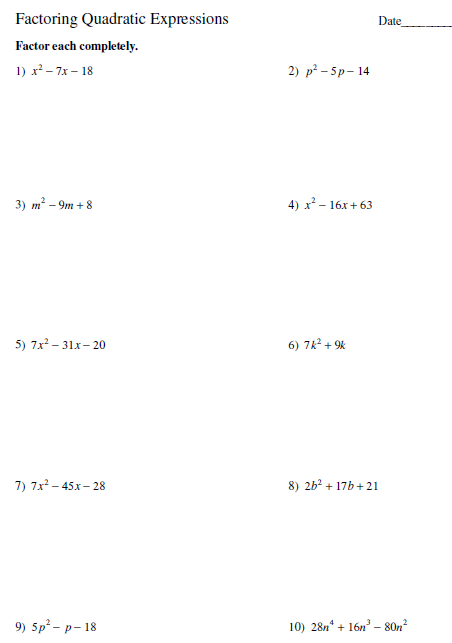 Factoring Quadratic Expressions Date_________
Factor each completely.
1) x² – 7x – 18 2) p² – 5p – 14
3) m² – 9m + 8 4) x² – 16x + 63
5) 7x² – 31x – 20 6) 7k² + 9k
7) 7x² – 45x – 28 8) 2b² + 17b + 21
9) 5p² – p – 18 10) 28n⁴ + 16n³ – 80n²